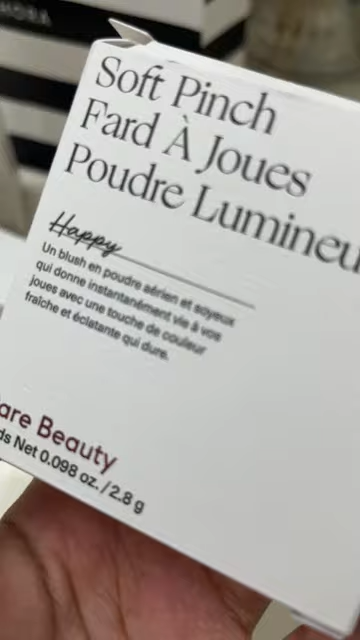 Soft Pinch
Fard À Joues
Poudre Lumineu
Happy
Un blush en poudre aérien et soyeux
qui donne instantanément vie à vos
joues avec une touche de couleur
fraîche et éclatante qui dure.
are Beauty
ds Net 0.098 oz. / 2.8 g